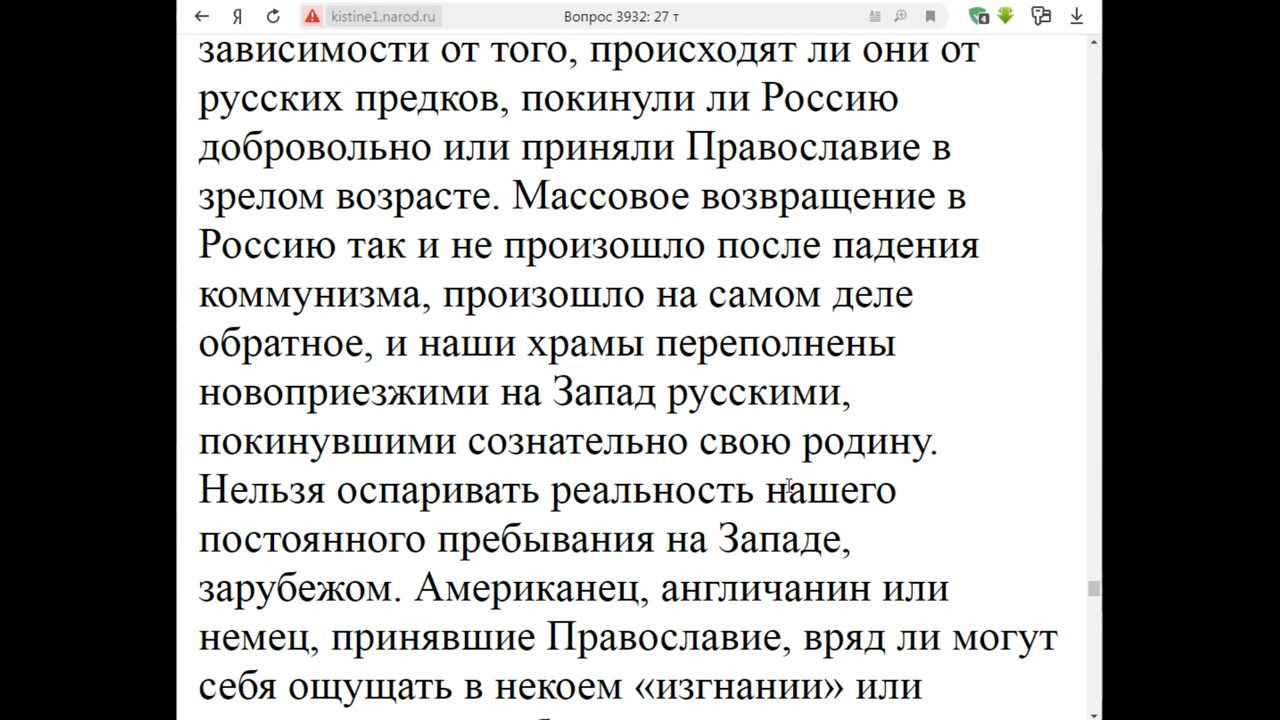 Я
kistine1.narod.ru
Вопрос 3932: 27 т
4
зависимости от того, происходят ли они от
русских предков, покинули ли Россию
добровольно или приняли Православие в
зрелом возрасте. Массовое возвращение в
Россию так и не произошло после падения
коммунизма, произошло на самом деле
обратное, и наши храмы переполнены
новоприезжими на Запад русскими,
покинувшими сознательно свою родину.
Нельзя оспаривать реальность нашего
постоянного пребывания на Западе,
зарубежом. Американец, англичанин или
немец, принявшие Православие, вряд ли могут
себя ощущать в некоем «изгнании» или